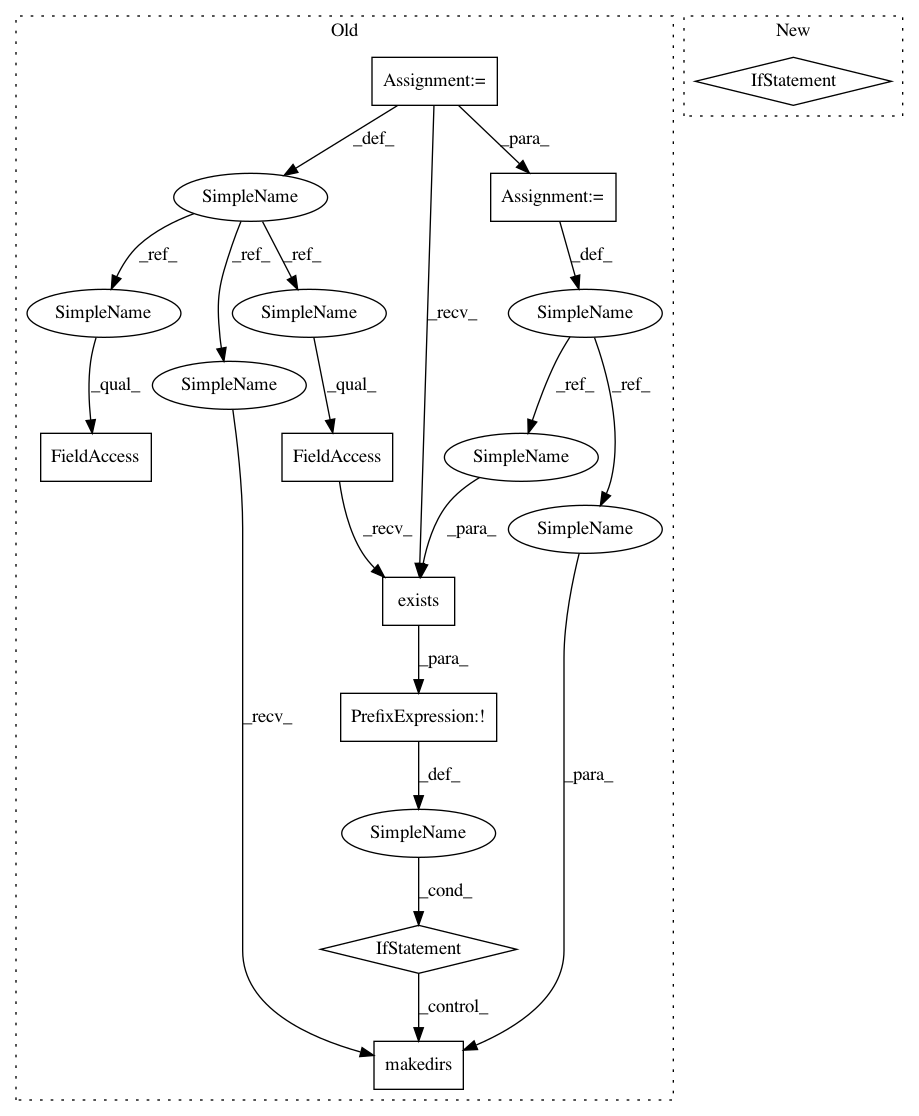 Old
New
Assignment:=
IfStatement
_def_
_para_
SimpleName
Assignment:=
_ref_
_ref_
_ref_
_def_
SimpleName
SimpleName
_recv_
SimpleName
_qual_
SimpleName
_qual_
_ref_
_ref_
FieldAccess
FieldAccess
SimpleName
_recv_
_para_
SimpleName
exists
_para_
_recv_
PrefixExpression:!
_para_
_def_
SimpleName
_cond_
IfStatement
_control_
makedirs